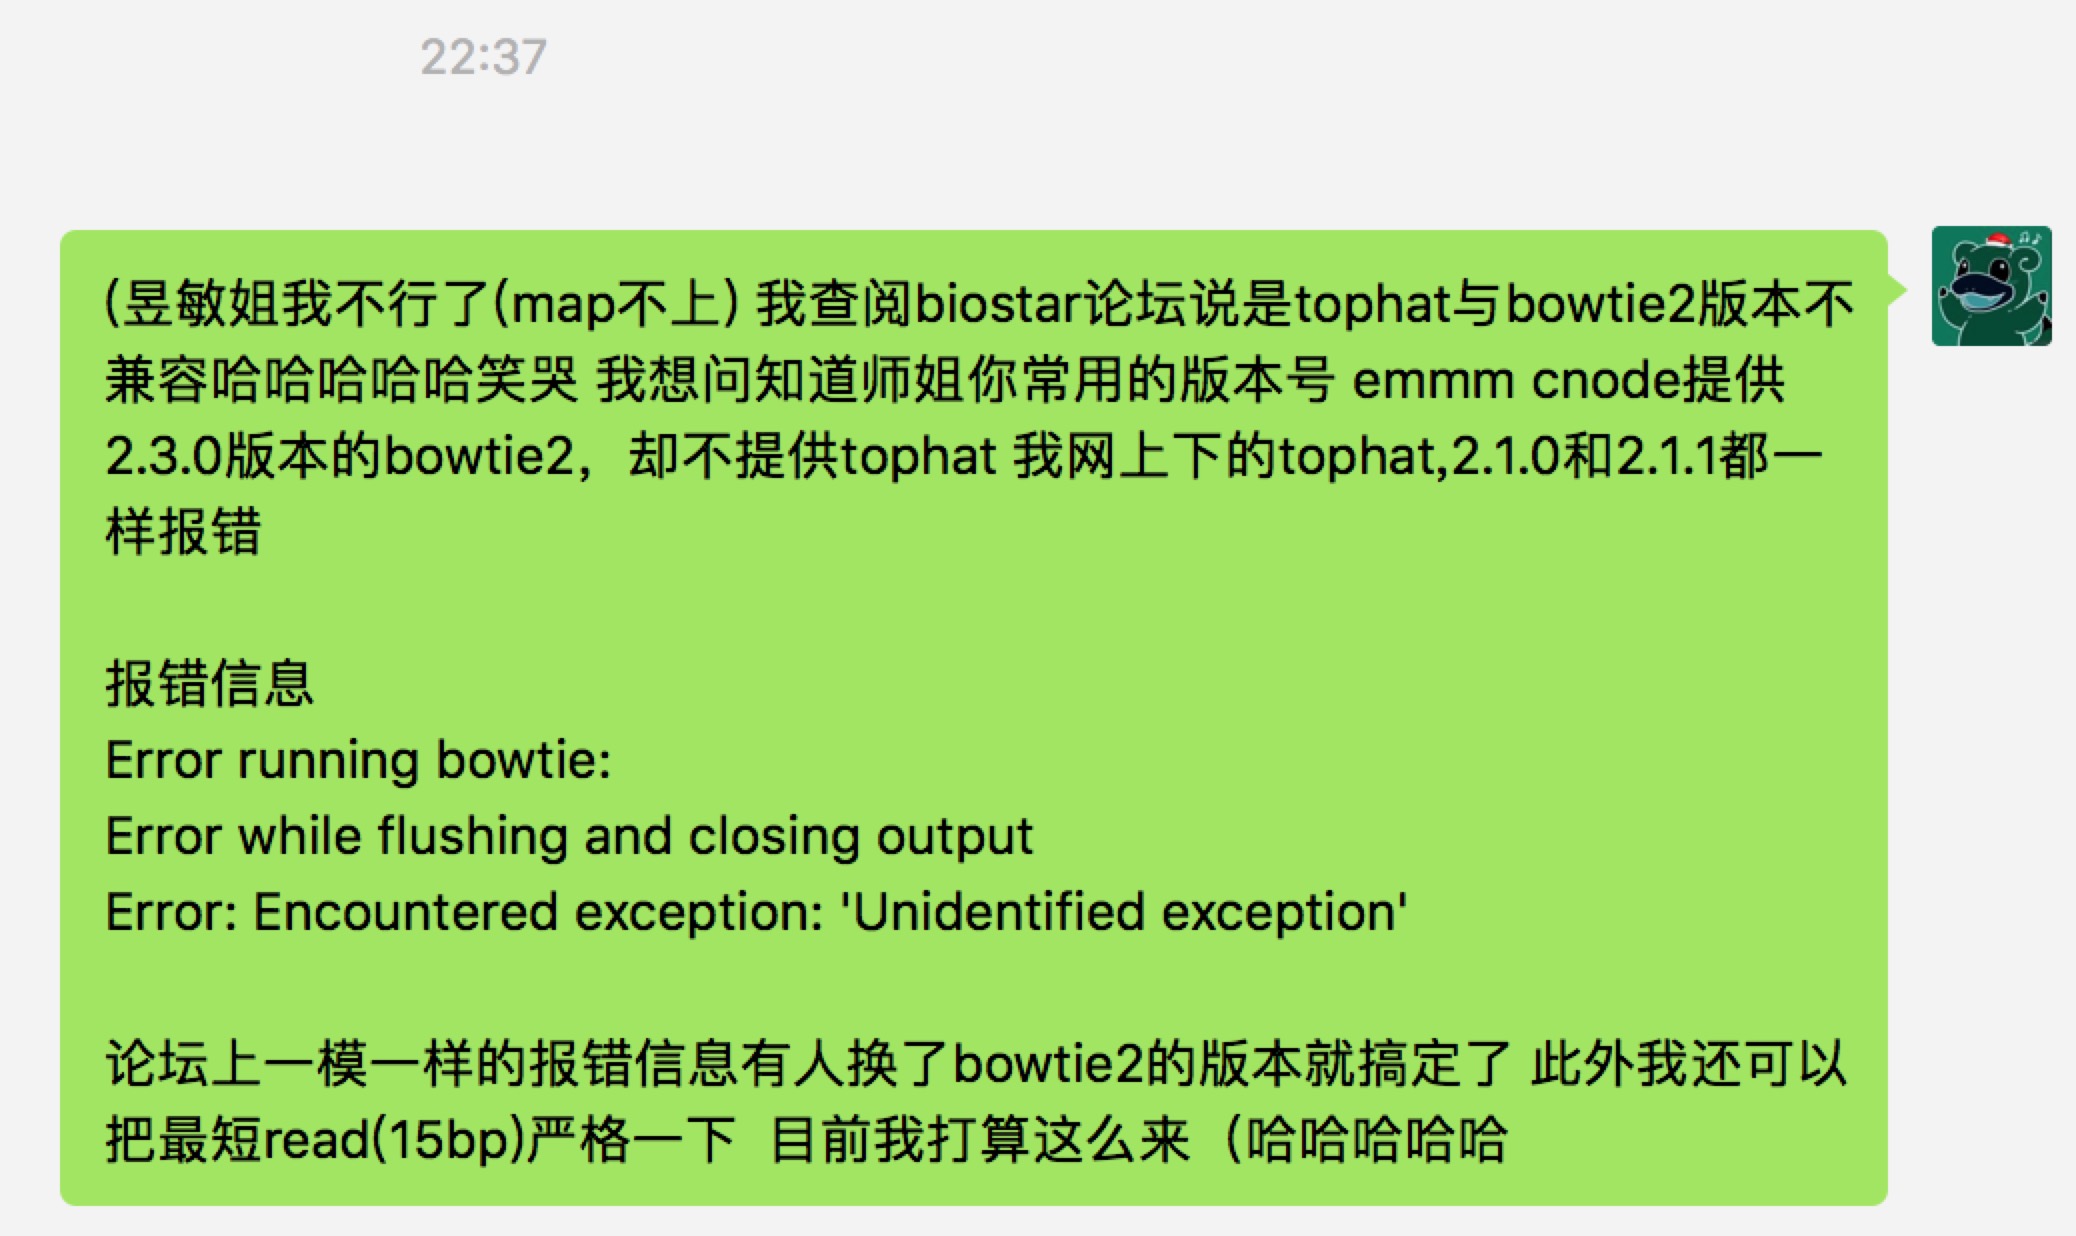 22:37
(昱敏姐我不行了(map不上) 我查阅biostar论坛说是tophat与bowtie2版本不
兼容哈哈哈哈哈笑哭 我想问知道师姐你常用的版本号 emmm cnode提供
2.3.0版本的bowtie2，却不提供tophat 我网上下的tophat,2.1.0和2.1.1都一
样报错
报错信息
Error running bowtie:
Error while flushing and closing output
Error: Encountered exception: 'Unidentified exception'
论坛上一模一样的报错信息有人换了bowtie2的版本就搞定了 此外我还可以
把最短read(15bp)严格一下  目前我打算这么来（哈哈哈哈哈